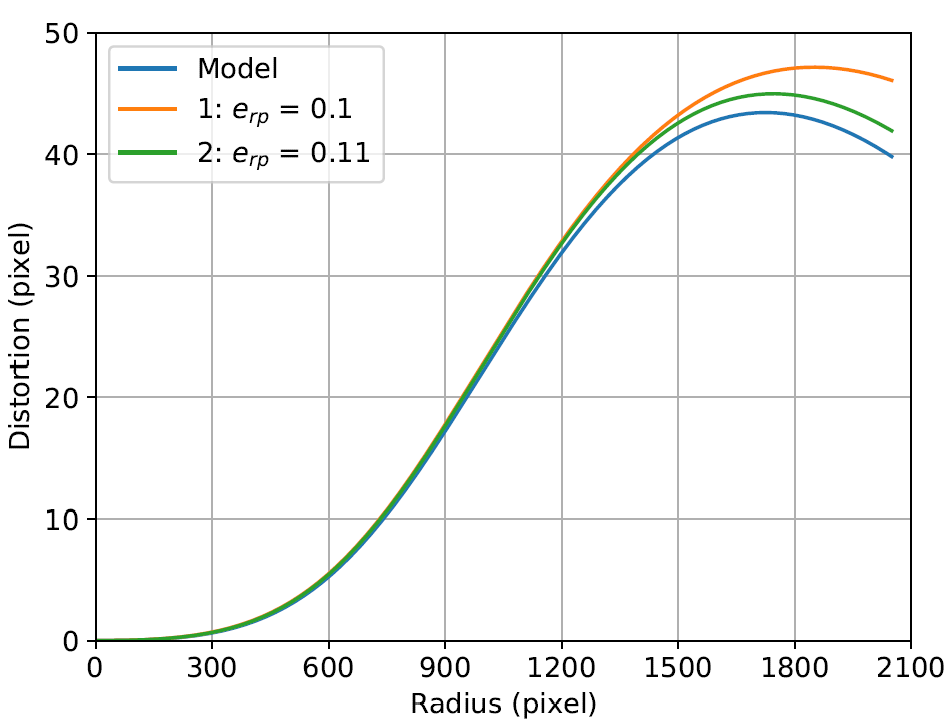 Model
1: e_rp = 0.1
2: e_rp = 0.11
50
40
30
20
10
0
Distortion (pixel)
0 300 600 900 1200 1500 1800 2100
Radius (pixel)